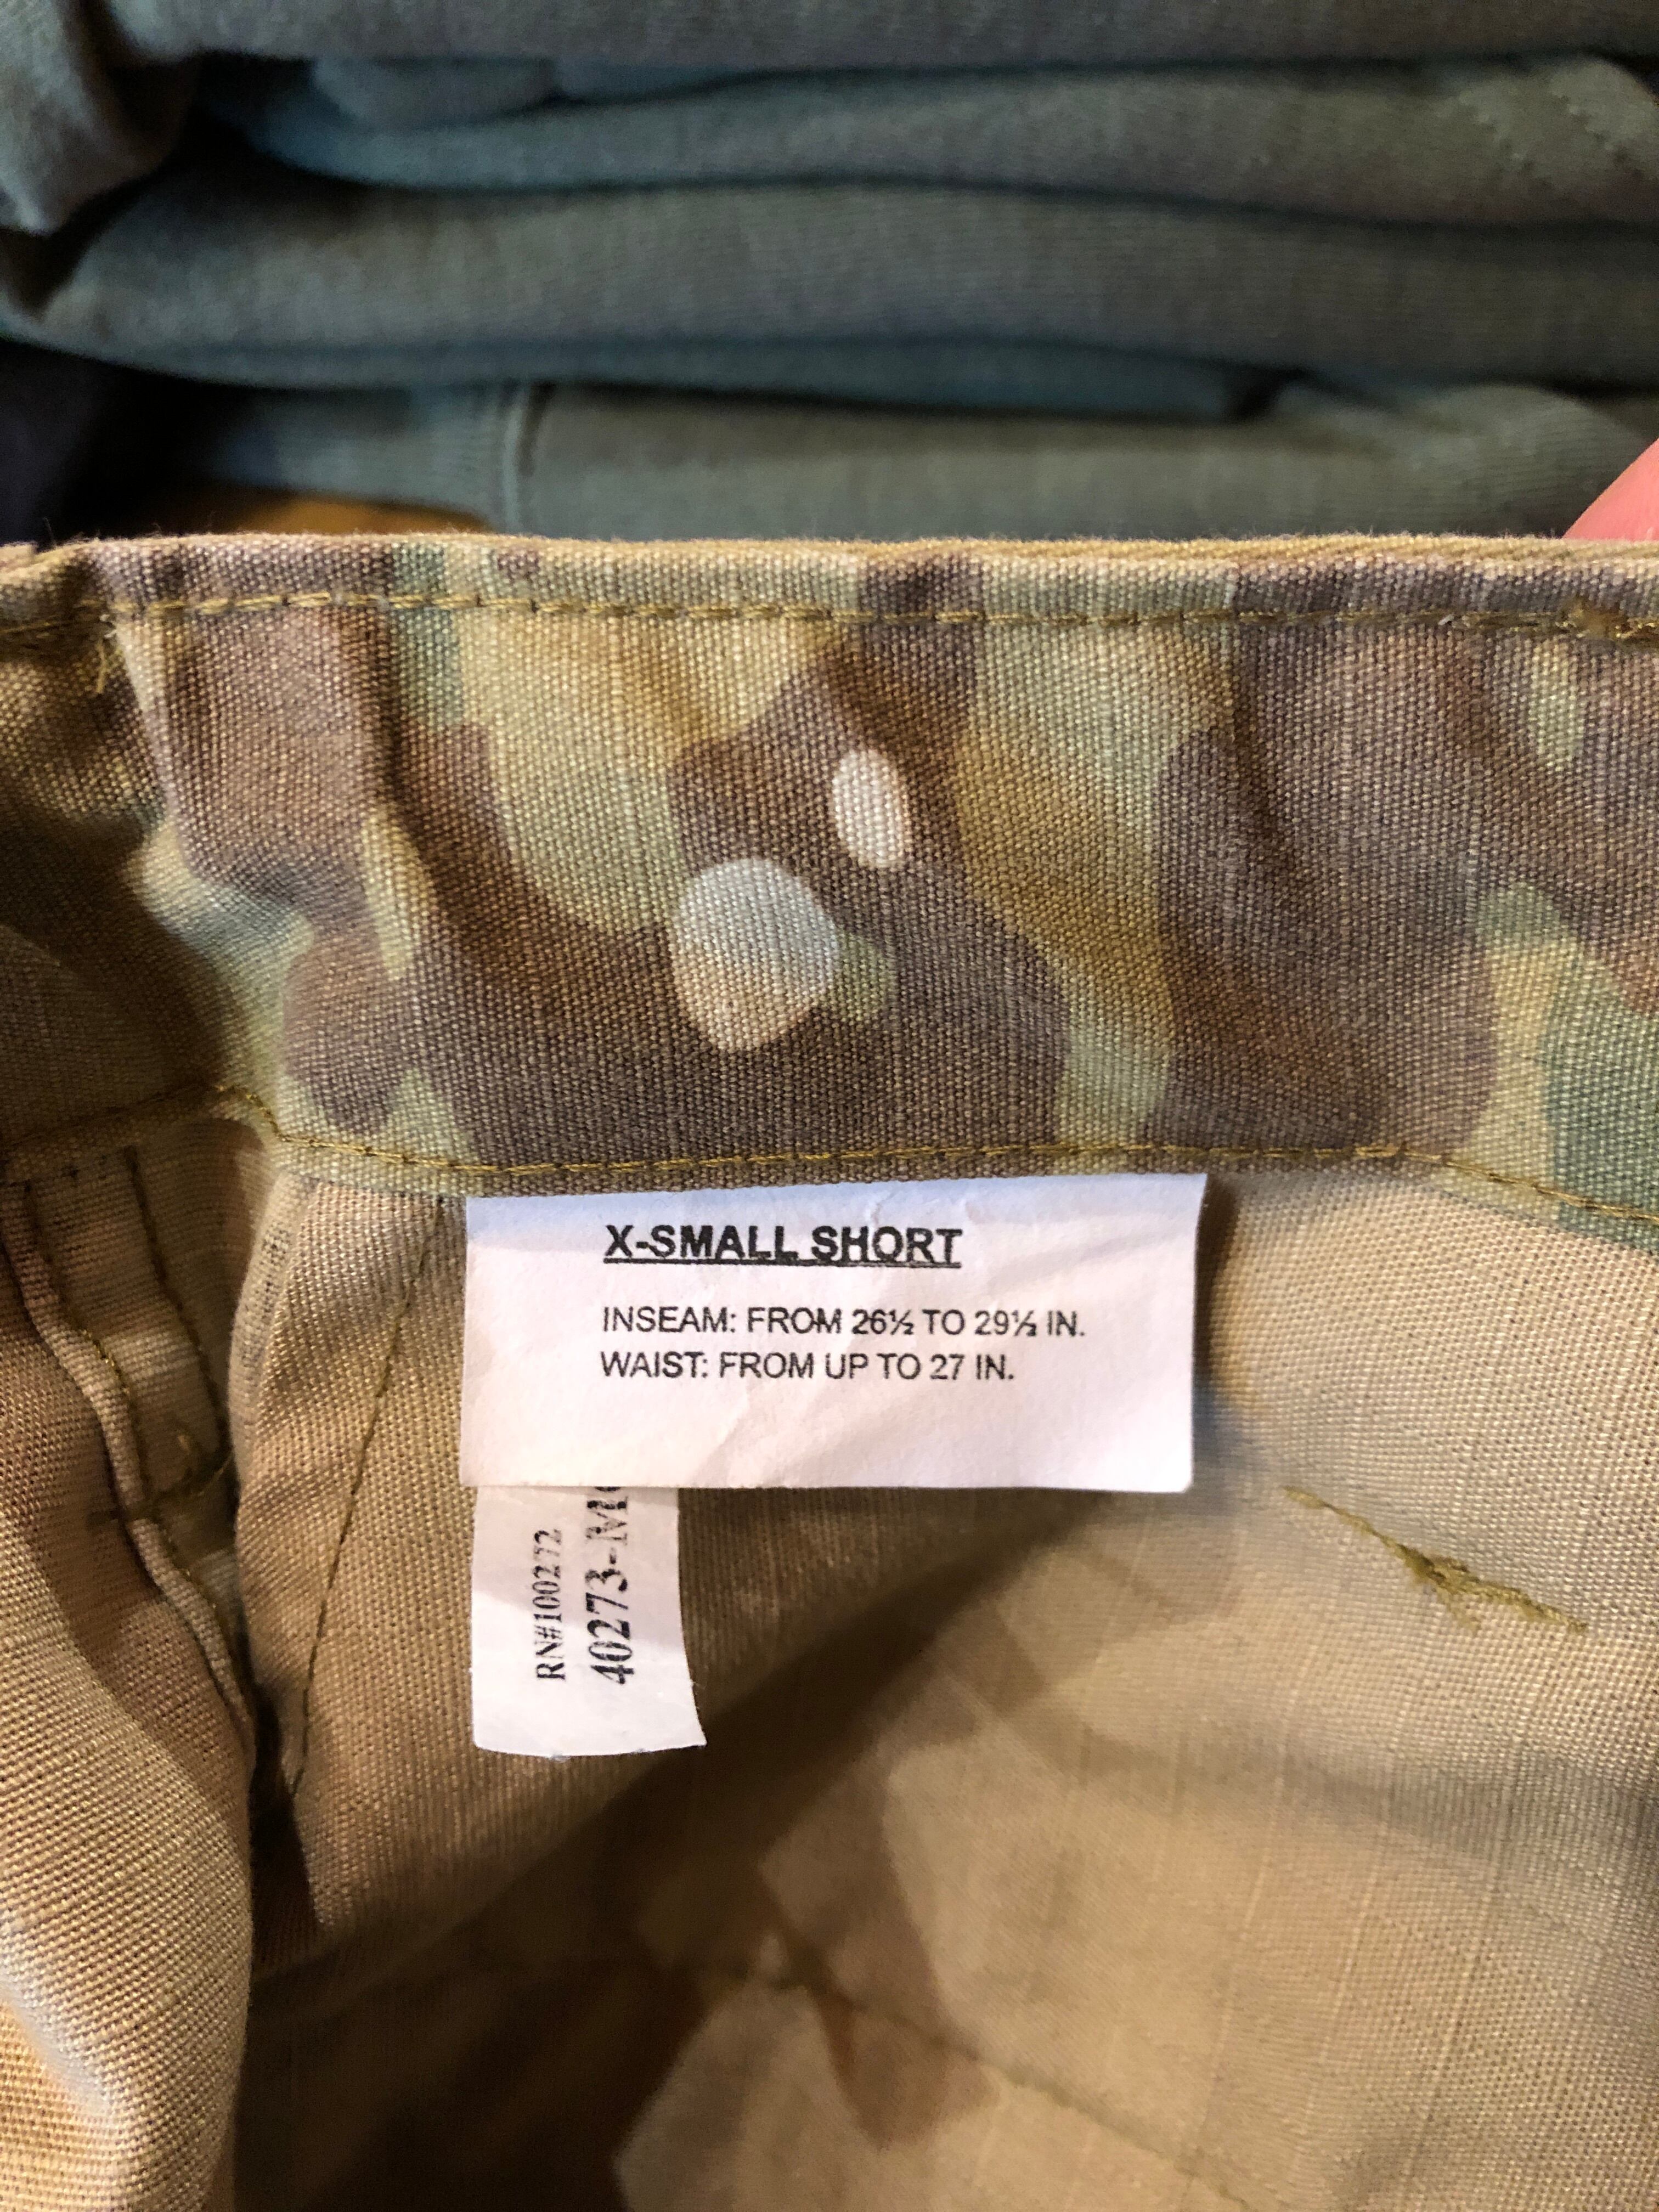 X-SMALL SHORT
INSEAM: FROM 26½ TO 29½ IN.
WAIST: FROM UP TO 27 IN.
RN#100272
40273-M